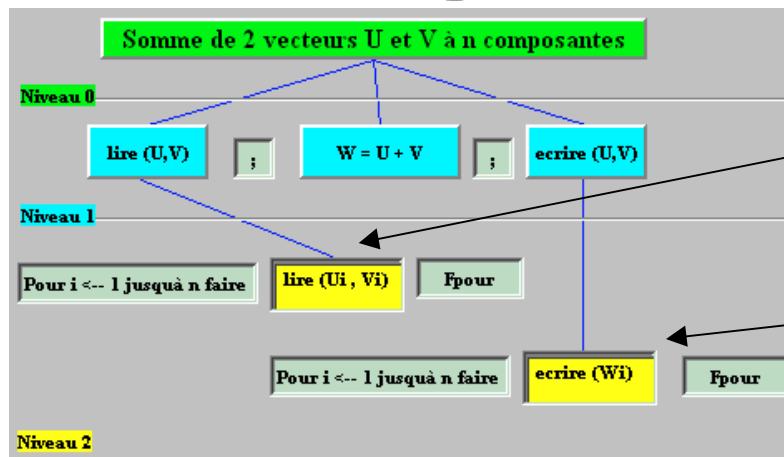 Somme de 2 vecteurs U et V à n composantes
Niveau 0
lire (U,V)
;
W = U + V
;
ecrire (U,V)
Niveau 1
Pour i <-- 1 jusquà n faire
lire (Ui , Vi)
Fpour
Pour i <-- 1 jusquà n faire
ecrire (Wi)
Fpour
Niveau 2